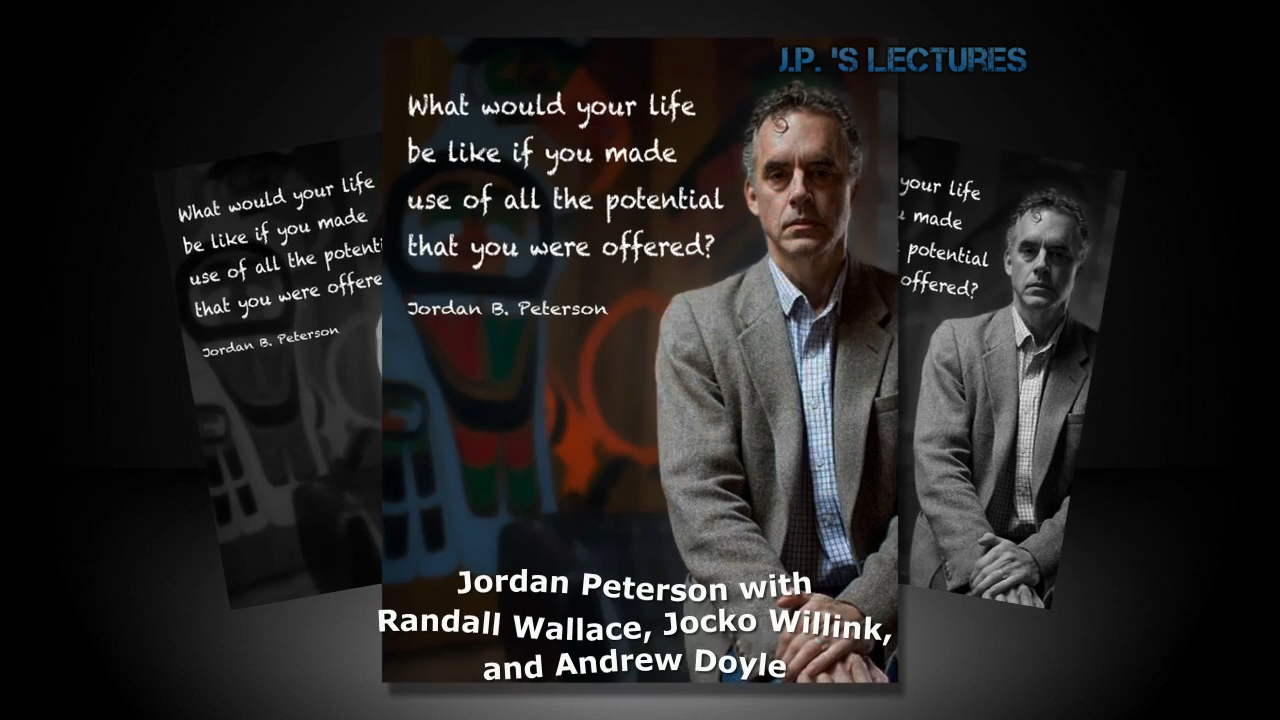 J.P. 'S LECTURES
What would your life
be like if you made
use of all the potential
that you were offered?
Jordan B. Peterson
What would your life
be like if you made
use of all the potenti
that you were offere
Jordan B. Peterson
your life
made
potential
offered?
Jordan Peterson with
Randall Wallace, Jocko Willink,
and Andrew Doyle